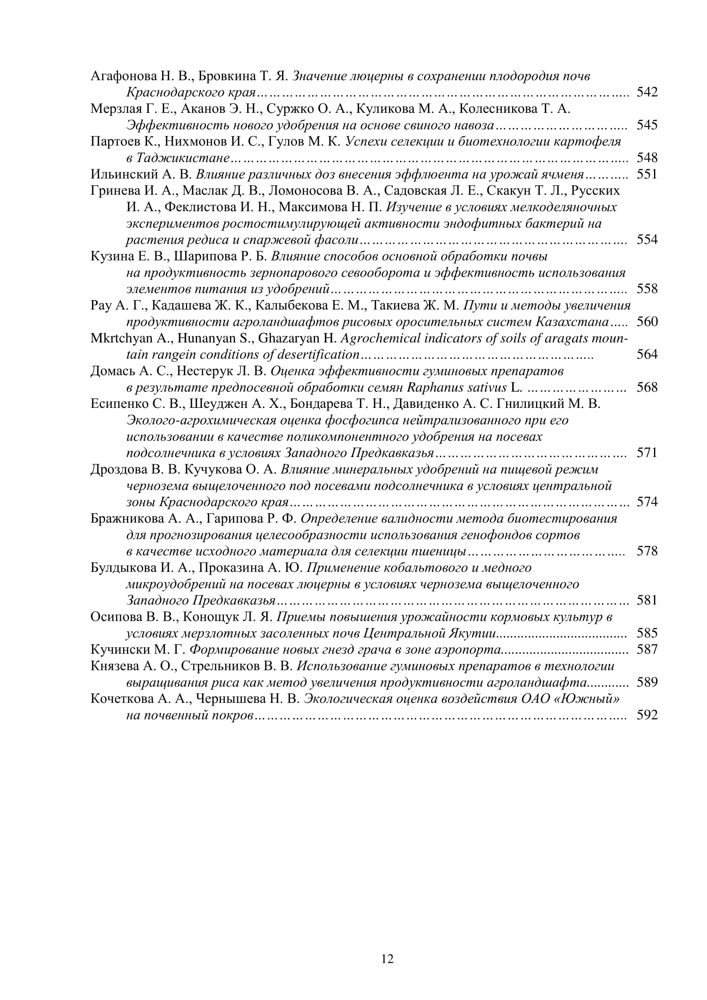 Агафонова Н. В., Бровкина Т. Я. Значение люцерны в сохранении плодородия почв
Краснодарского края………………………………………………………………………….. 542
Мерзлая Г. Е., Аканов Э. Н., Суржко О. А., Куликова М. А., Колесникова Т. А.
Эффективность нового удобрения на основе свиного навоза……………………….. 545
Партоев К., Нихмонов И. С., Гулов М. К. Успехи селекции и биотехнологии картофеля
в Таджикистане……………………………………………………………………………….. 548
Ильинский А. В. Влияние различных доз внесения эффлюента на урожай ячменя……….. 551
Гринева И. А., Маслак Д. В., Ломоносова В. А., Садовская Л. Е., Скакун Т. Л., Русских
И. А., Феклистова И. Н., Максимова Н. П. Изучение в условиях мелкоделяночных
экспериментов ростостимулирующей активности эндофитных бактерий на
растения редиса и спаржевой фасоли……………………………………………………. 554
Кузина Е. В., Шарипова Р. Б. Влияние способов основной обработки почвы
на продуктивность зернопарового севооборота и эффективность использования
элементов питания из удобрений………………………………………………………….. 558
Рау А. Г., Кадашева Ж. К., Калыбекова Е. М., Такиева Ж. М. Пути и методы увеличения
продуктивности агроландшафтов рисовых оросительных систем Казахстана….. 560
Mkrtchyan A., Hunanyan S., Ghazaryan H. Agrochemical indicators of soils of aragats moun-
tain rangein conditions of desertification…………………………………………….. 564
Домась А. С., Нестерук Л. В. Оценка эффективности гуминовых препаратов
в результате предпосевной обработки семян Raphanus sativus L. …………………… 568
Есипенко С. В., Шеуджен А. Х., Бондарева Т. Н., Давиденко А. С. Гнилицкий М. В.
Эколого-агрохимическая оценка фосфогипса нейтрализованного при его
использовании в качестве поликомпонентного удобрения на посевах
подсолнечника в условиях Западного Предкавказья……………………………………. 571
Дроздова В. В. Кучукова О. А. Влияние минеральных удобрений на пищевой режим
чернозема выщелоченного под посевами подсолнечника в условиях центральной
зоны Краснодарского края…………………………………………………………………… 574
Бражникова А. А., Гарипова Р. Ф. Определение валидности метода биотестирования
для прогнозирования целесообразности использования генофондов сортов
в качестве исходного материала для селекции пшеницы…………………………….. 578
Булдыкова И. А., Проказина А. Ю. Применение кобальтового и медного
микроудобрений на посевах люцерны в условиях чернозема выщелоченного
Западного Предкавказья……………………………………………………………………… 581
Осипова В. В., Конощук Л. Я. Приемы повышения урожайности кормовых культур в
условиях мерзлотных засоленных почв Центральной Якутии..................................... 585
Кучински М. Г. Формирование новых гнезд грача в зоне аэропорта.................................... 587
Князева А. О., Стрельников В. В. Использование гуминовых препаратов в технологии
выращивания риса как метод увеличения продуктивности агроландшафта............ 589
Кочеткова А. А., Чернышева Н. В. Экологическая оценка воздействия ОАО «Южный»
на почвенный покров………………………………………………………………………….. 592
12